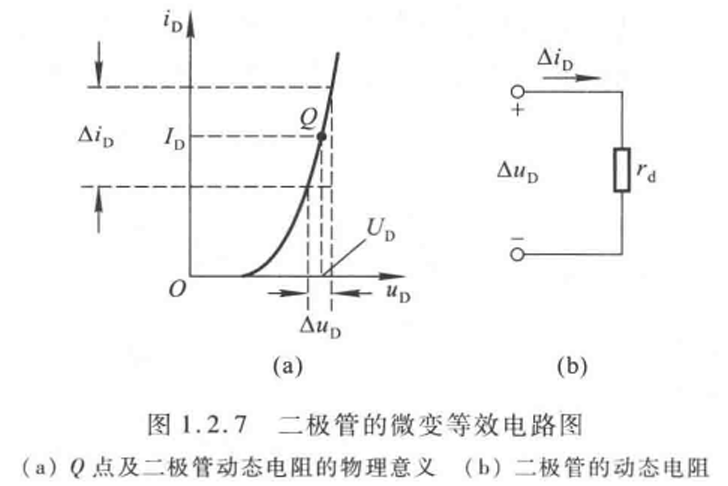 i_D
Δi_D
I_D
Q
U_D
O
u_D
Δu_D
(a)
Δi_D
+
Δu_D
r_d
−
(b)
图 1.2.7 二极管的微变等效电路图
(a) Q 点及二极管动态电阻的物理意义 (b) 二极管的动态电阻